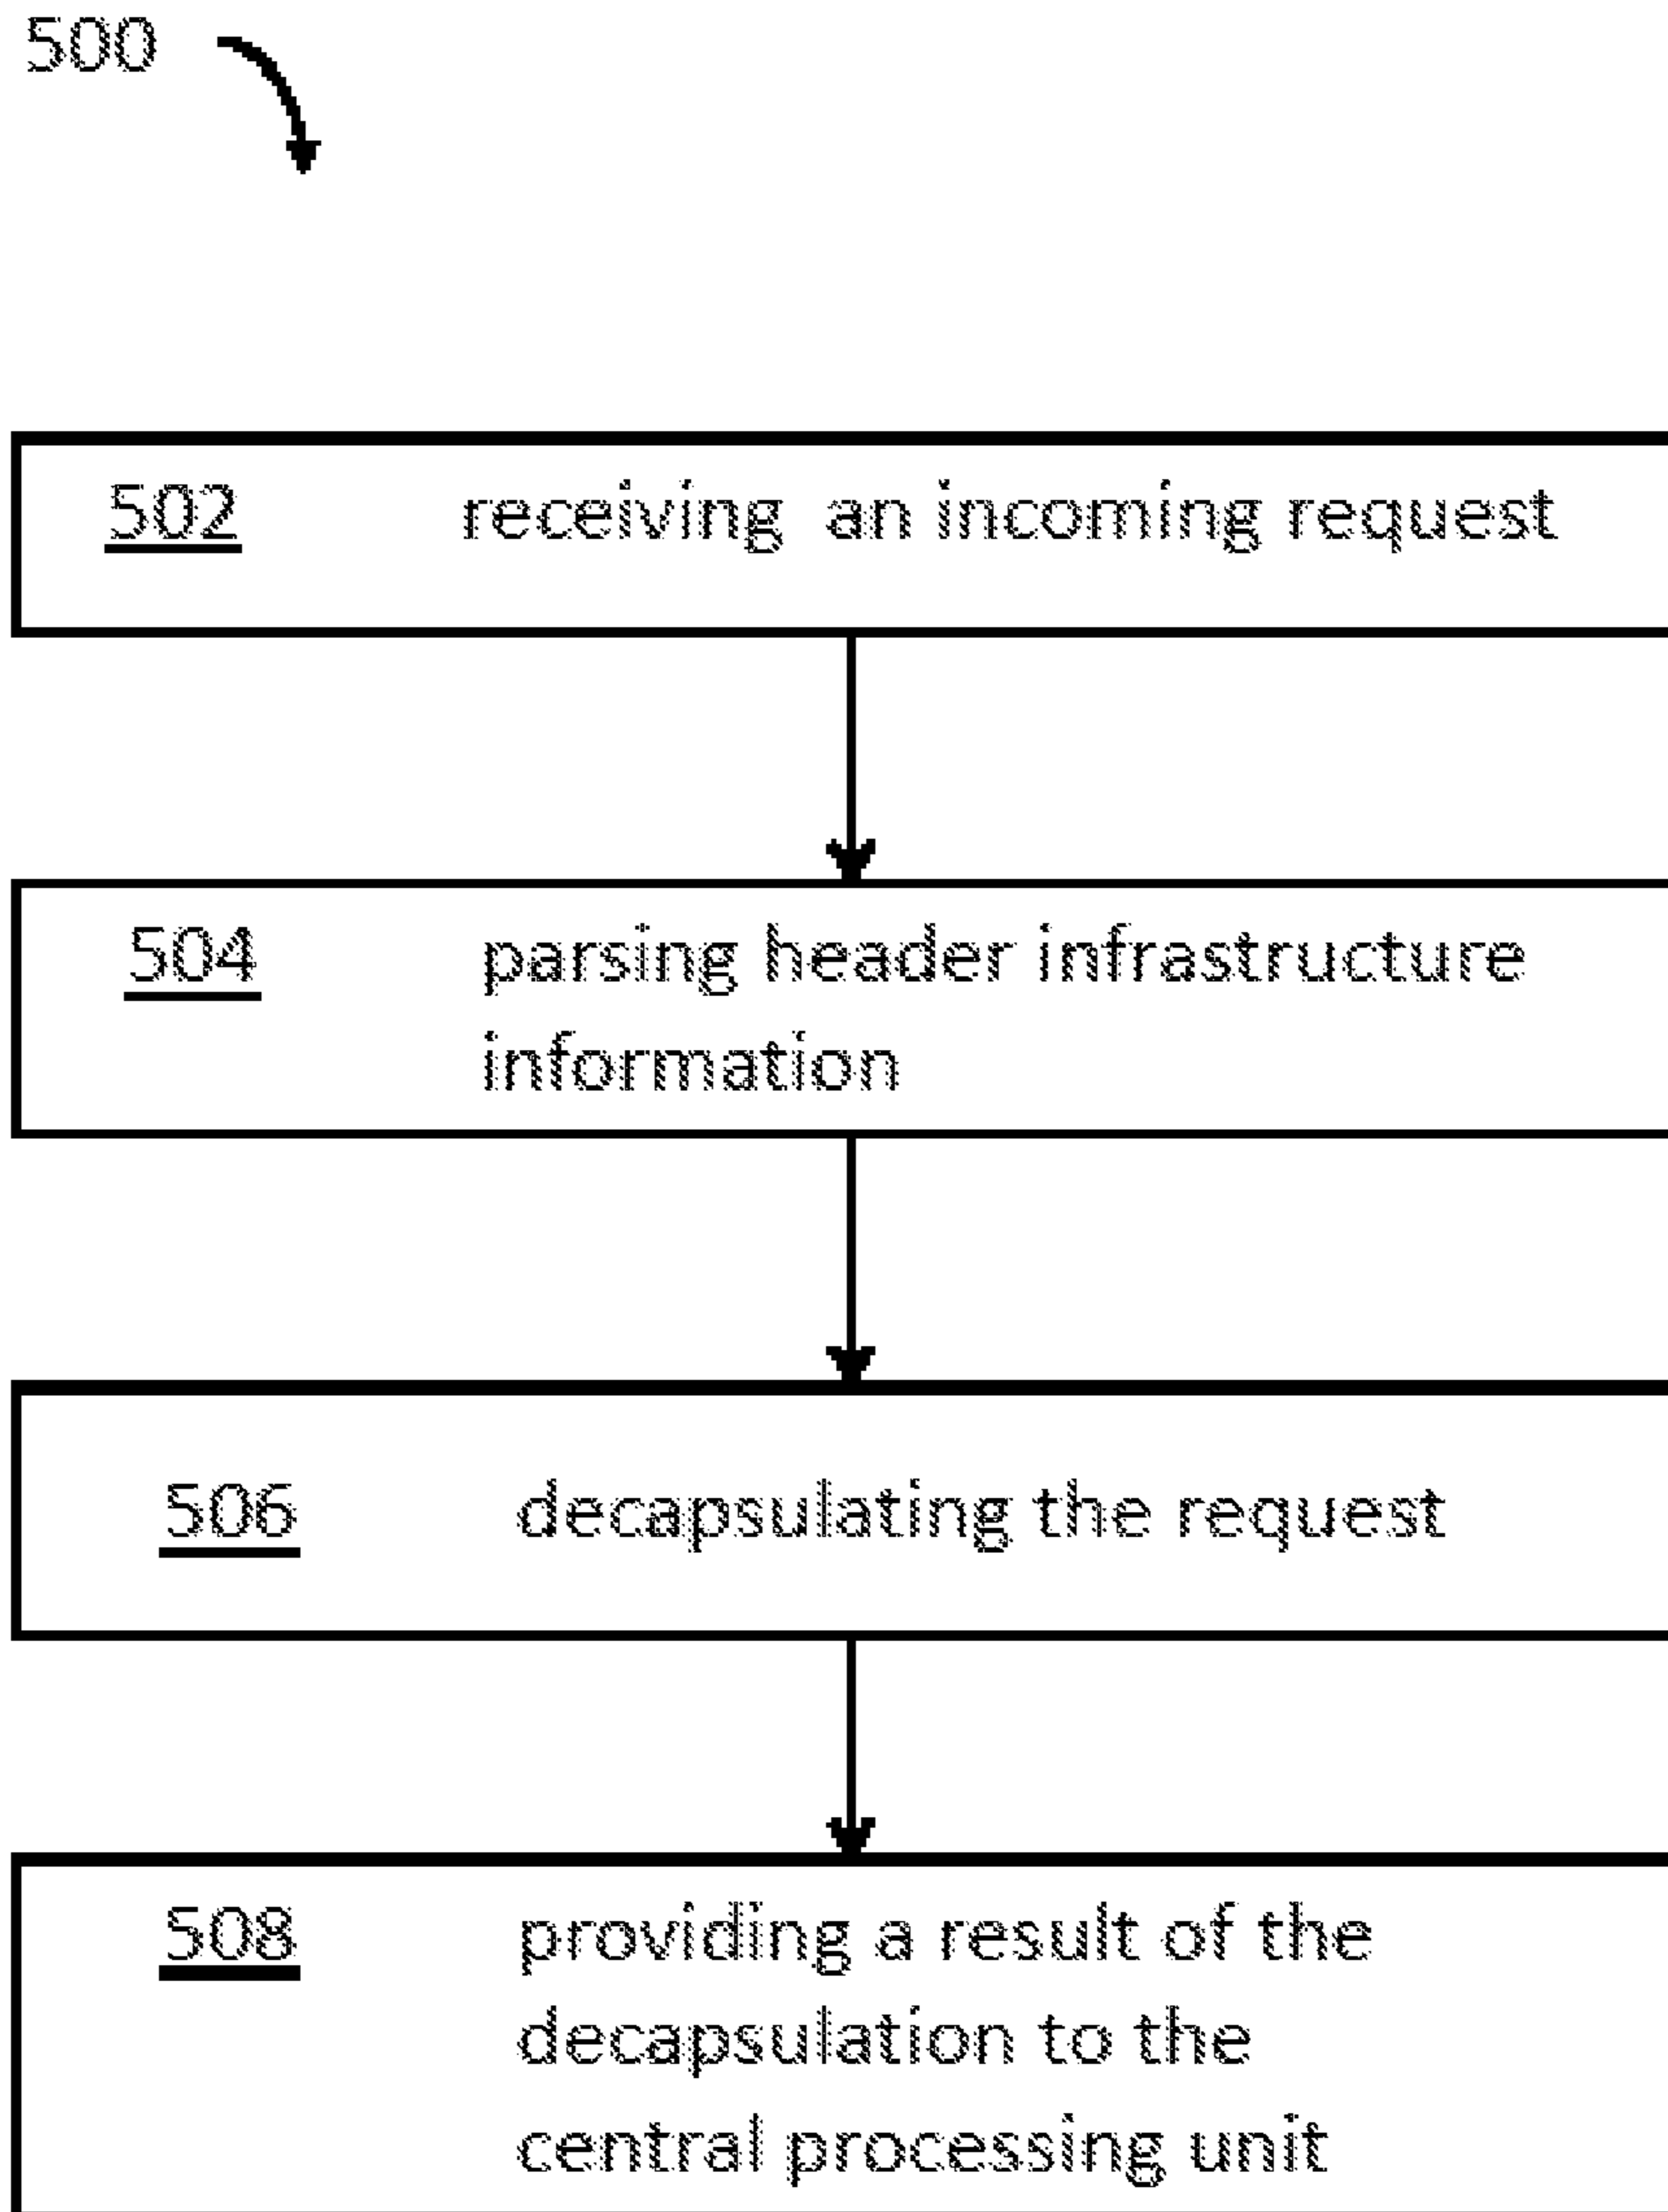 500
502 receiving an incoming request
504 parsing header infrastructure
information
506 decapsulating the request
508 providing a result of the
decapsulation to the
central processing unit